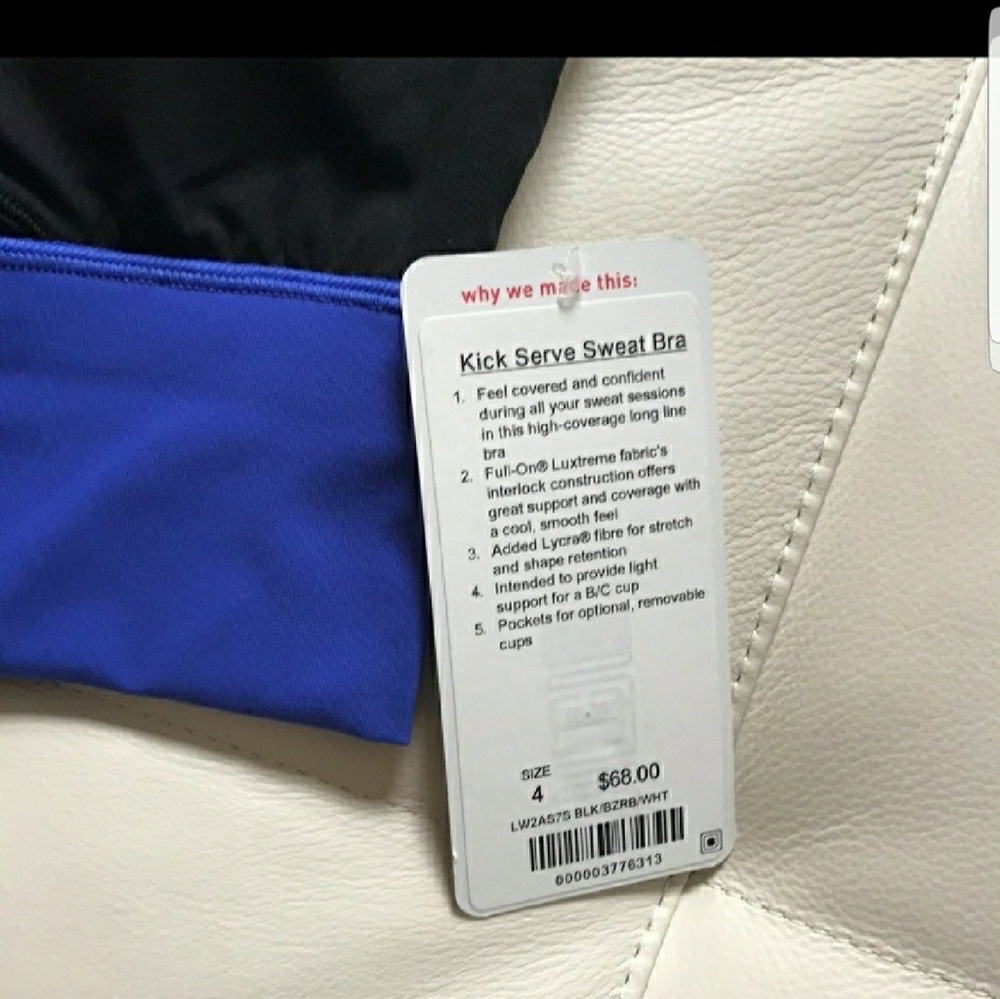 why we made this:
Kick Serve Sweat Bra
1. Feel covered and confident
during all your sweat sessions
in this high-coverage long line
bra
2. Full-On® Luxtreme fabric's
interlock construction offers
great support and coverage with
a cool, smooth feel
3. Added Lycra® fibre for stretch
and shape retention
4. Intended to provide light
support for a B/C cup
5. Pockets for optional, removable
cups
SIZE
4
$68.00
LW2AS7S BLK/BZRB/WHT
000003776313